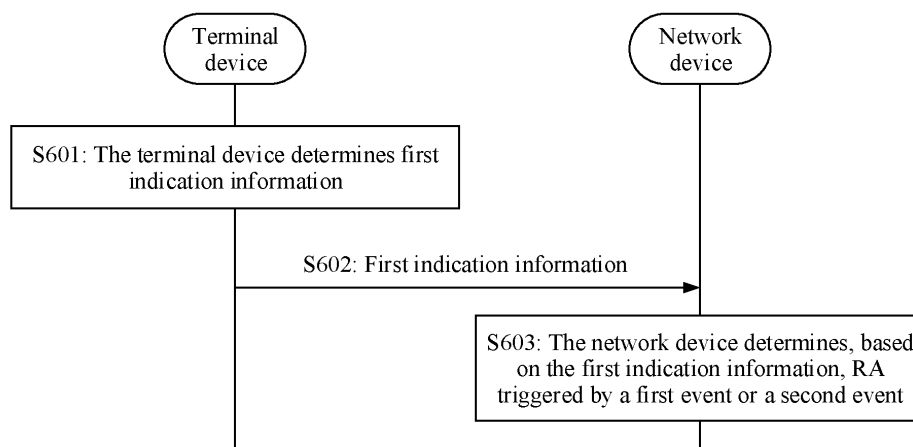 Terminal
device
Network
device
S601: The terminal device determines first
indication information
S602: First indication information
S603: The network device determines, based
on the first indication information, RA
triggered by a first event or a second event